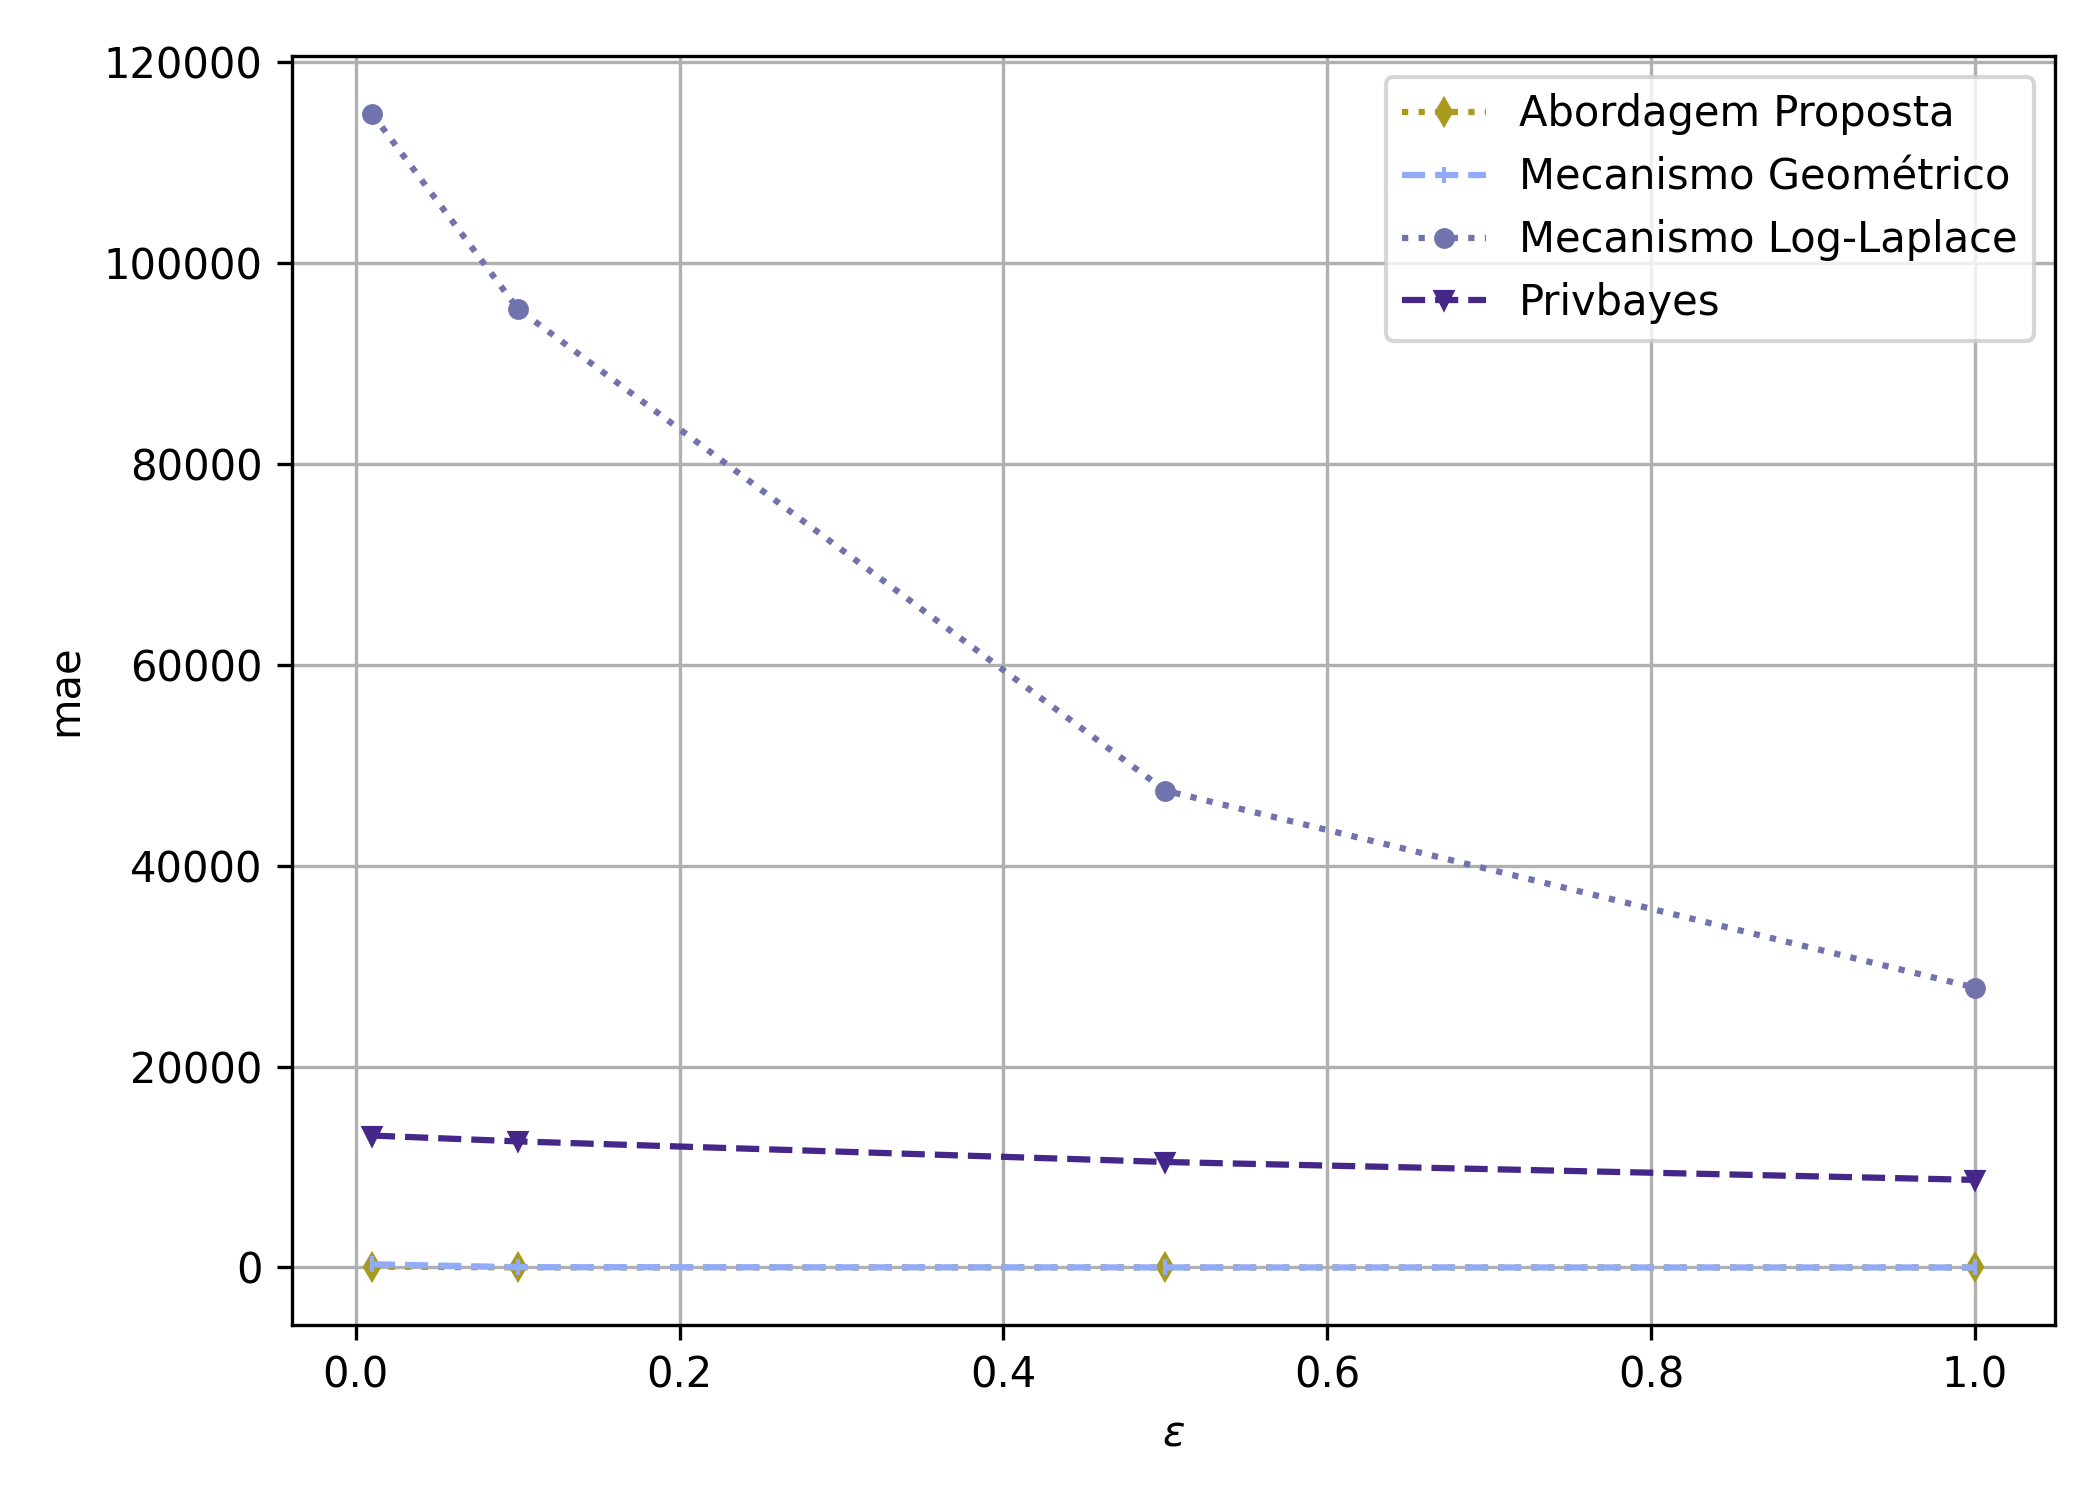 120000
100000
80000
60000
40000
20000
0
mae
0.0 0.2 0.4 0.6 0.8 1.0
ε
Abordagem Proposta
Mecanismo Geométrico
Mecanismo Log-Laplace
Privbayes